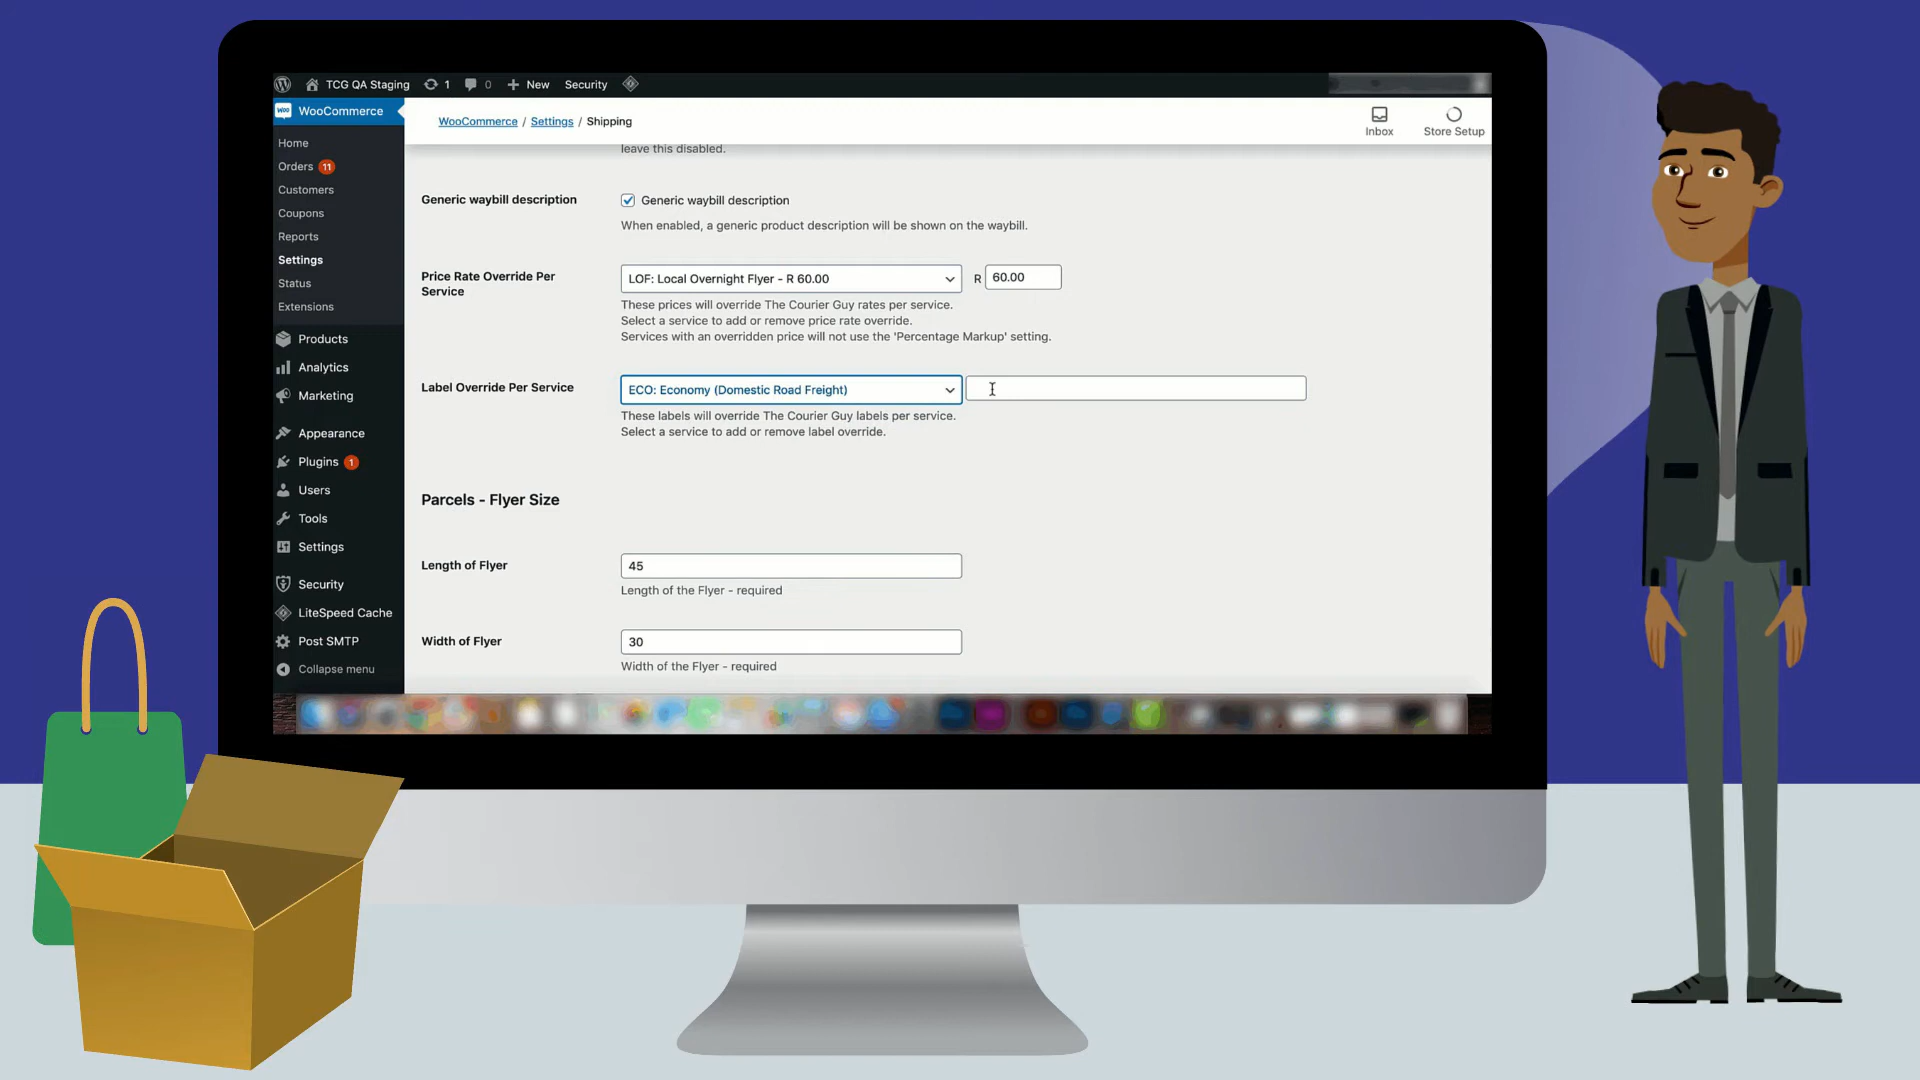 TCG QA Staging 1 0 New Security
WooCommerce
WooCommerce / Settings / Shipping
Inbox
Store Setup
Home
Orders 11
Customers
Coupons
Reports
Settings
Status
Extensions
Products
Analytics
Marketing
Appearance
Plugins 1
Users
Tools
Settings
Security
LiteSpeed Cache
Post SMTP
Collapse menu
leave this disabled.
Generic waybill description
Generic waybill description
When enabled, a generic product description will be shown on the waybill.
Price Rate Override Per
Service
LOF: Local Overnight Flyer - R 60.00
R 60.00
These prices will override The Courier Guy rates per service.
Select a service to add or remove price rate override.
Services with an overridden price will not use the 'Percentage Markup' setting.
Label Override Per Service
ECO: Economy (Domestic Road Freight)
These labels will override The Courier Guy labels per service.
Select a service to add or remove label override.
Parcels - Flyer Size
Length of Flyer
45
Length of the Flyer - required
Width of Flyer
30
Width of the Flyer - required